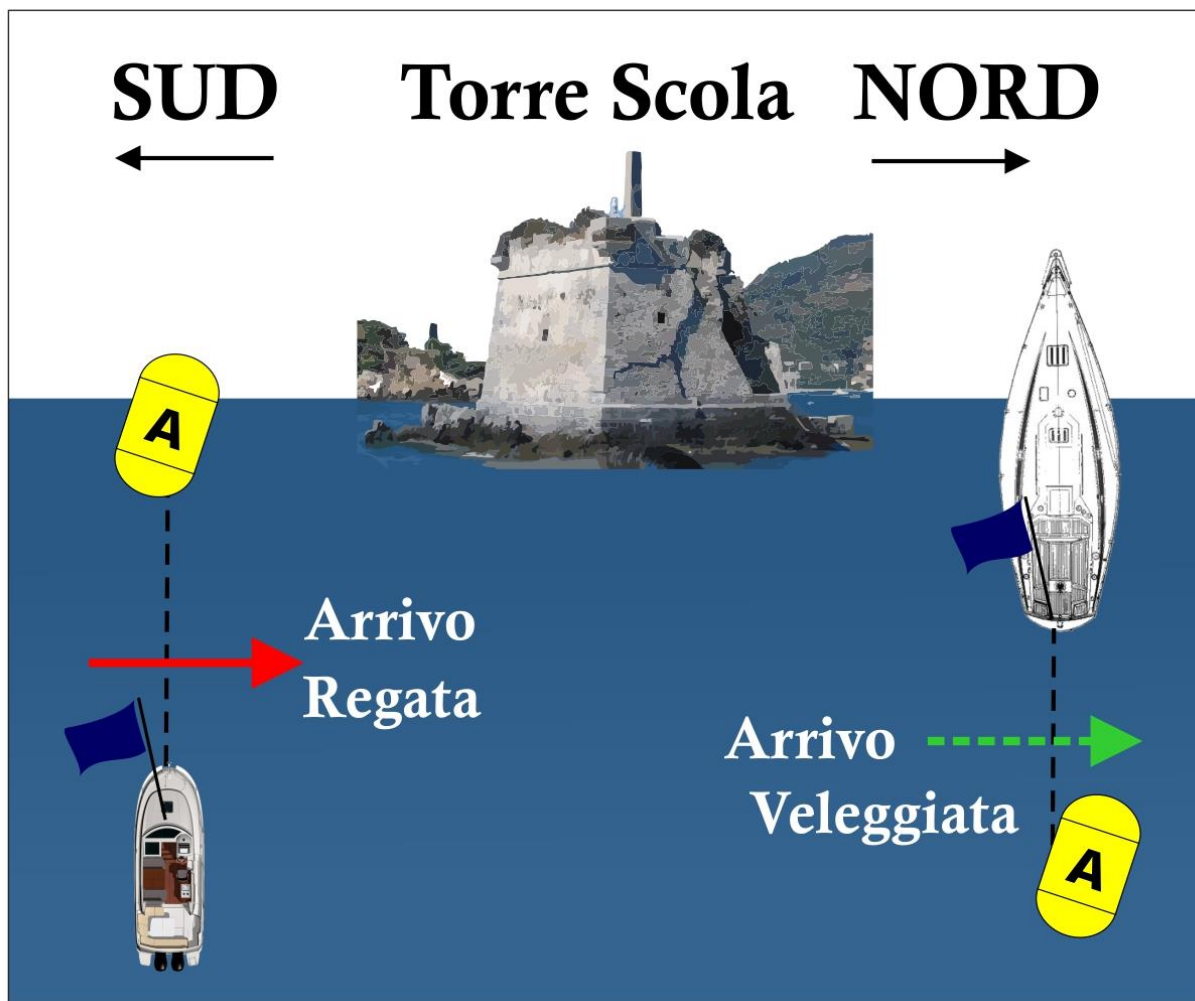 SUD Torre Scola NORD
A
Arrivo
Regata
Arrivo
Veleggiata
A